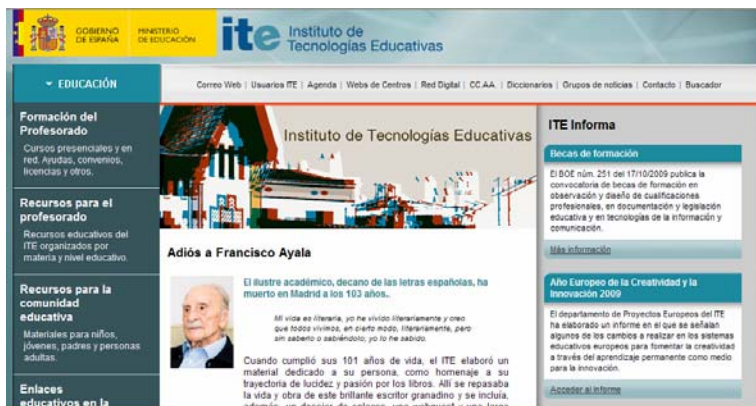 GOBIERNO
DE ESPAÑA
MINISTERIO
DE EDUCACIÓN
ite Instituto de
Tecnologías Educativas
EDUCACIÓN
Correo Web | Usuarios ITE | Agenda | Webs de Centros | Red Digital | CC.AA. | Diccionarios | Grupos de noticias | Contacto | Buscador
Formación del
Profesorado
Cursos presenciales y en
red. Ayudas, convenios,
licencias y otros.
Recursos para el
profesorado
Recursos educativos del
ITE organizados por
materia y nivel educativo.
Recursos para la
comunidad
educativa
Materiales para niños,
jóvenes, padres y personas
adultas.
Enlaces
educativos en la
Instituto de Tecnologías Educativas
Adiós a Francisco Ayala
El ilustre académico, decano de las letras españolas, ha
muerto en Madrid a los 103 años..
Mi vida es literaria, yo he vivido literariamente y creo
que todos vivimos, en cierto modo, literariamente, pero
sin saberlo o sabiéndolo; yo lo he sabido.
Cuando cumplió sus 101 años de vida, el ITE elaboró un
material dedicado a su persona, como homenaje a su
trayectoria de lucidez y pasión por los libros. Allí se repasaba
la vida y obra de este brillante escritor granadino y se incluía,
además, un dossier de enlaces, una webquest y una larga
ITE Informa
Becas de formación
El BOE núm. 251 del 17/10/2009 publica la
convocatoria de becas de formación en
observación y diseño de cualificaciones
profesionales, en documentación y legislación
educativa y en tecnologías de la información y
comunicación.
Más información
Año Europeo de la Creatividad y la
Innovación 2009
El departamento de Proyectos Europeos del ITE
ha elaborado un informe en el que se señalan
algunos de los cambios a realizar en los sistemas
educativos europeos para fomentar la creatividad
a través del aprendizaje permanente como medio
para la innovación.
Acceder al informe